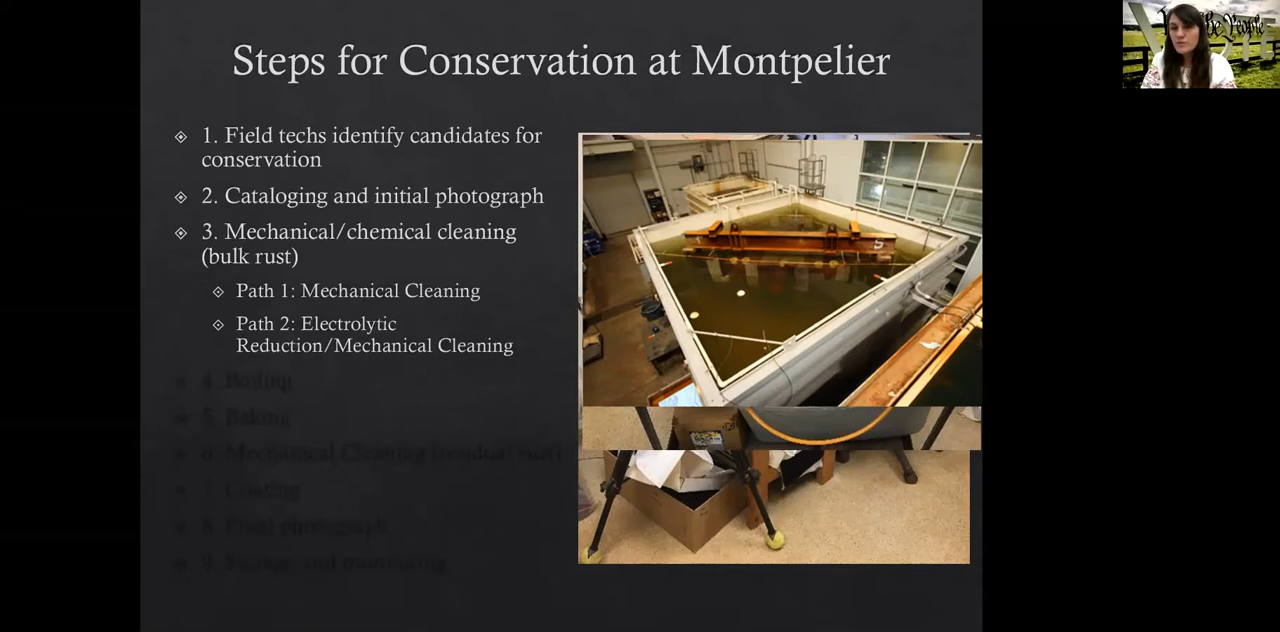 Steps for Conservation at Montpelier
1. Field techs identify candidates for
conservation
2. Cataloging and initial photograph
3. Mechanical/chemical cleaning
(bulk rust)
Path 1: Mechanical Cleaning
Path 2: Electrolytic
Reduction/Mechanical Cleaning
4. Boiling
5. Baking
6. Mechanical Cleaning (residual rust)
7. Coating
8. Final photograph
9. Storage and monitoring
Be People